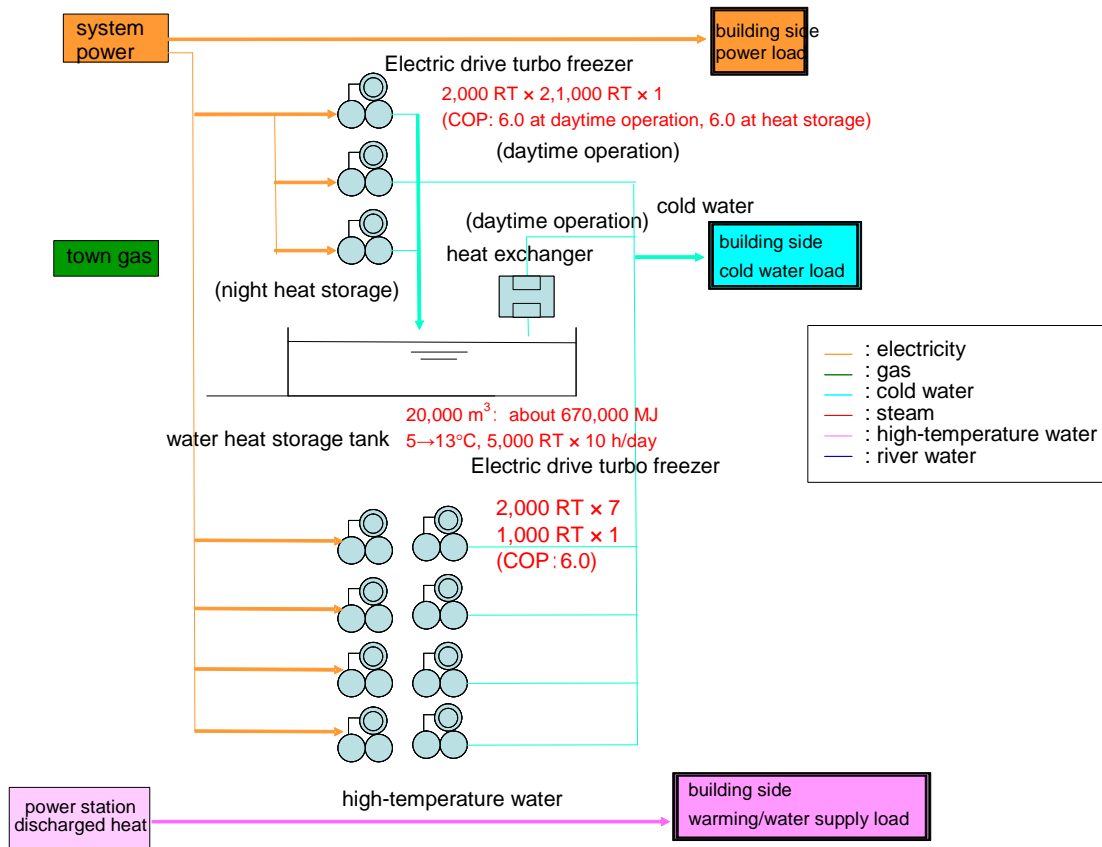 system
power
building side
power load
Electric drive turbo freezer
2,000 RT × 2,1,000 RT × 1
(COP: 6.0 at daytime operation, 6.0 at heat storage)
(daytime operation)
cold water
(daytime operation)
heat exchanger
building side
cold water load
town gas
(night heat storage)
: electricity
: gas
: cold water
: steam
: high-temperature water
: river water
20,000 m³: about 670,000 MJ
water heat storage tank
5→13°C, 5,000 RT × 10 h/day
Electric drive turbo freezer
2,000 RT × 7
1,000 RT × 1
(COP: 6.0)
power station
discharged heat
high-temperature water
building side
warming/water supply load